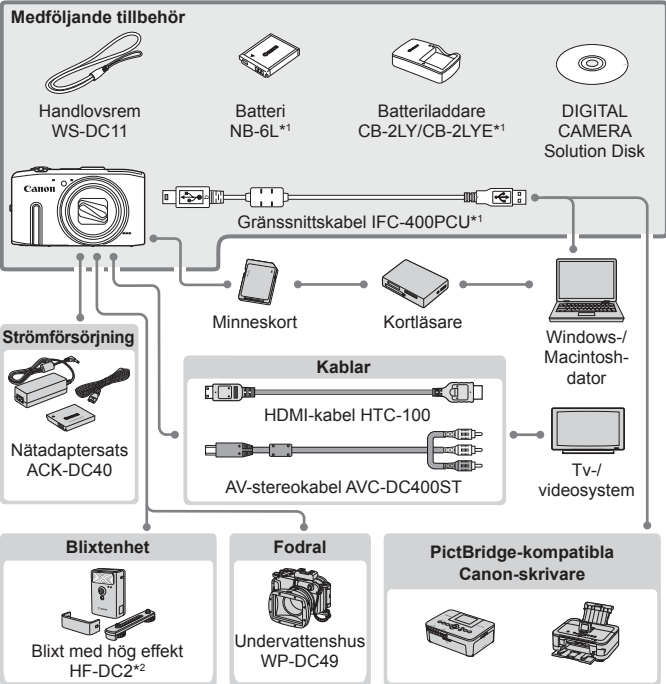 Medföljande tillbehör
Handlovsrem
WS-DC11
Batteri
NB-6L*1
Batteriladdare
CB-2LY/CB-2LYE*1
DIGITAL
CAMERA
Solution Disk
Canon
Gränssnittskabel IFC-400PCU*1
Minneskort
Kortläsare
Windows-/
Macintosh-
dator
Strömförsörjning
Nätadaptersats
ACK-DC40
Kablar
HDMI-kabel HTC-100
AV-stereokabel AVC-DC400ST
Tv-/
videosystem
Blixtenhet
Blixt med hög effekt
HF-DC2*2
Fodral
Undervattenshus
WP-DC49
PictBridge-kompatibla
Canon-skrivare